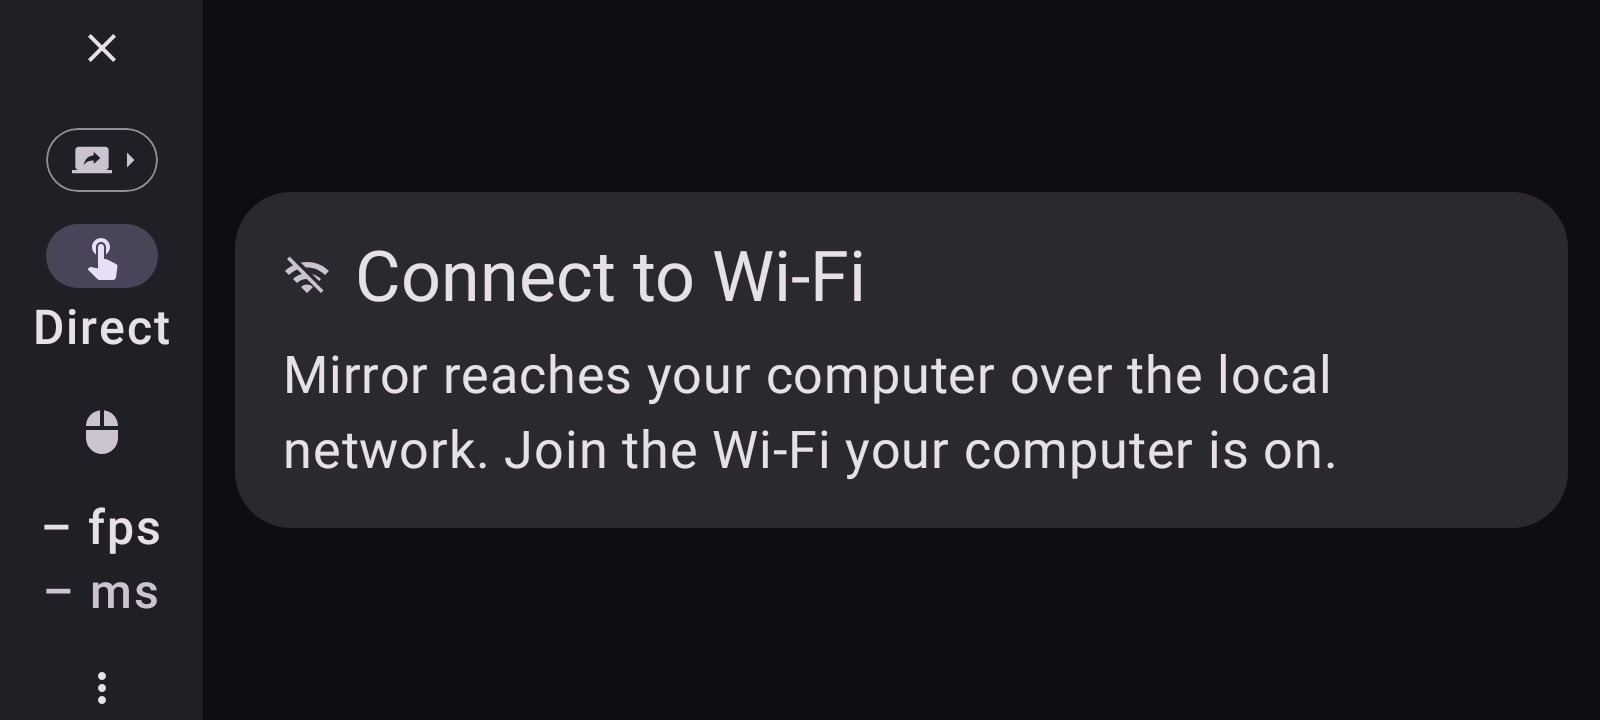 Direct
– fps
– ms
Connect to Wi-Fi
Mirror reaches your computer over the local
network. Join the Wi-Fi your computer is on.